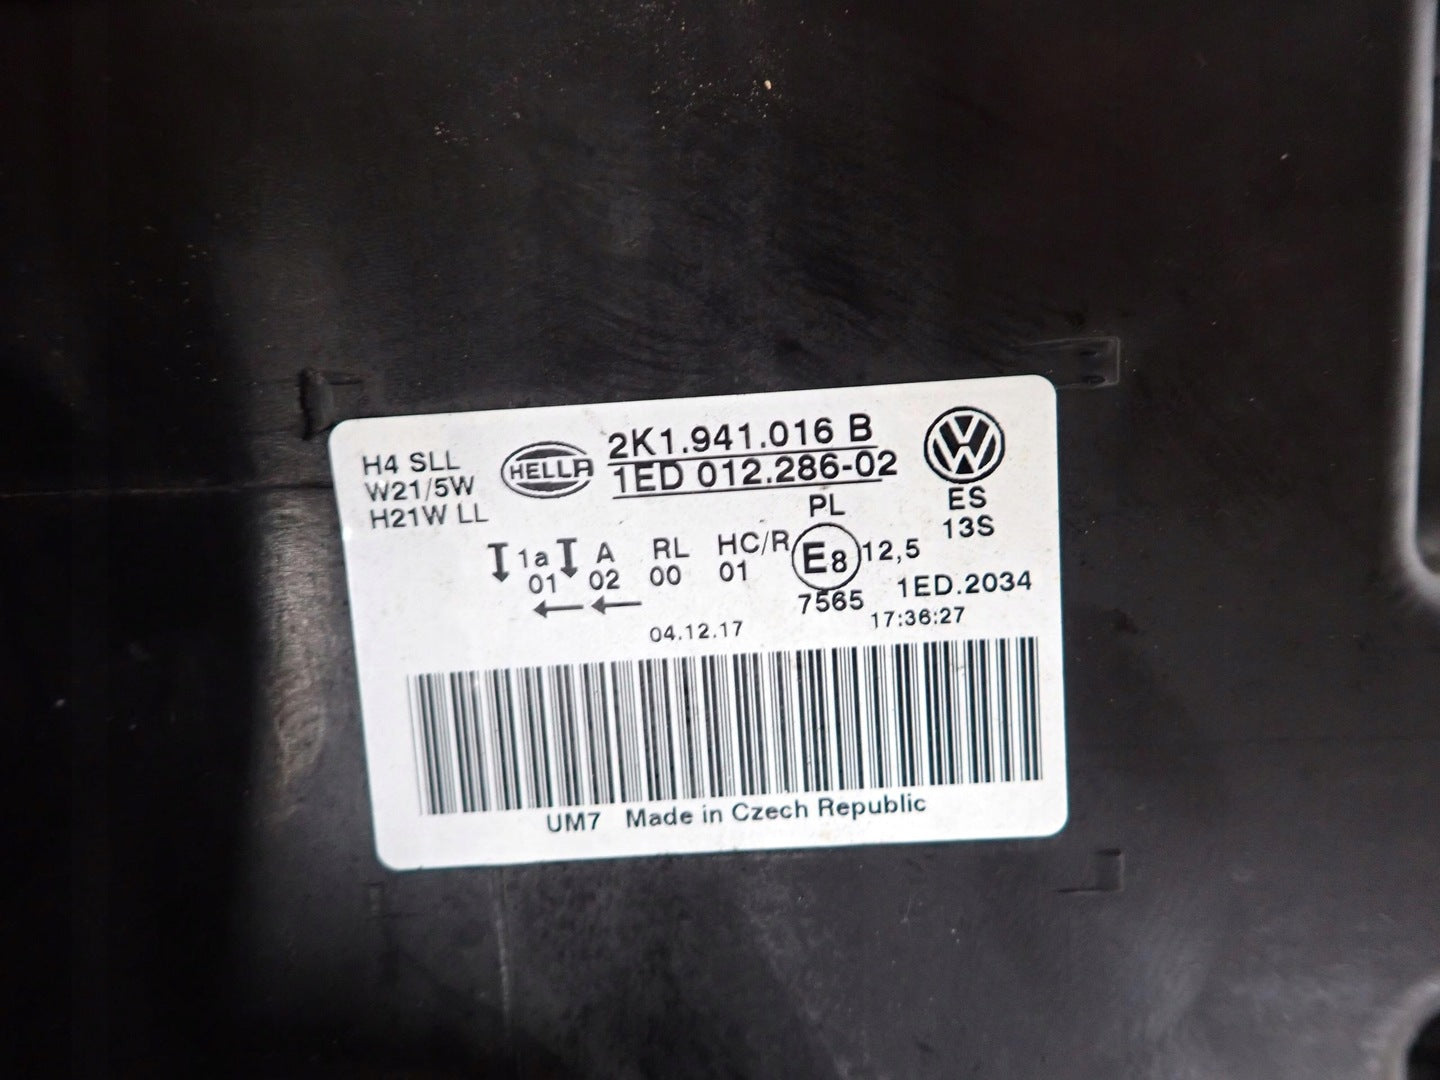 H4 SLL
W21/5W
H21W LL
HELLA
2K1.941.016 B
1ED 012.286-02
PL
ES
13S
1a A RL HC/R E8 12,5
01 02 00 01
7565 1ED.2034
04.12.17 17:36:27
UM7 Made in Czech Republic